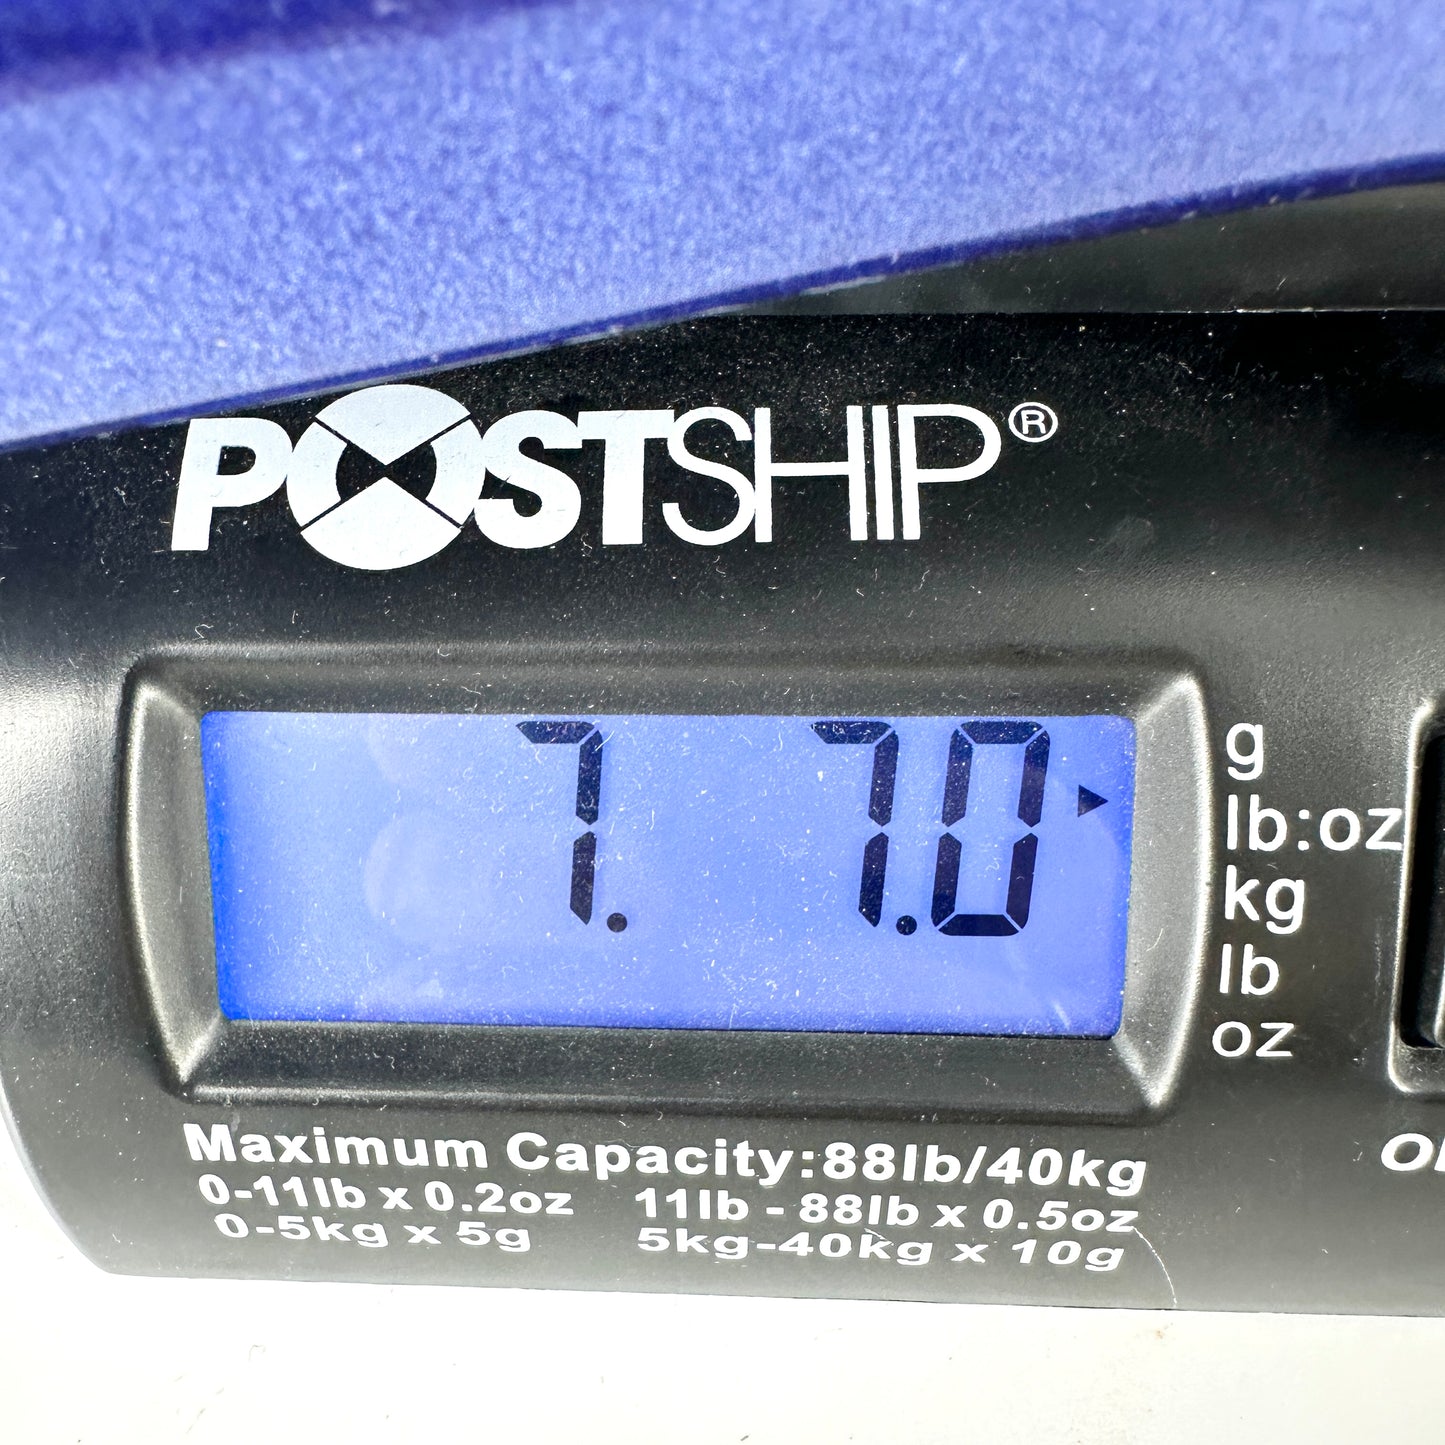 POSTSHIP®
7. 7.0
g
lb:oz
kg
lb
oz
Maximum Capacity:88lb/40kg
0-11lb x 0.2oz 11lb - 88lb x 0.5oz
0-5kg x 5g 5kg-40kg x 10g